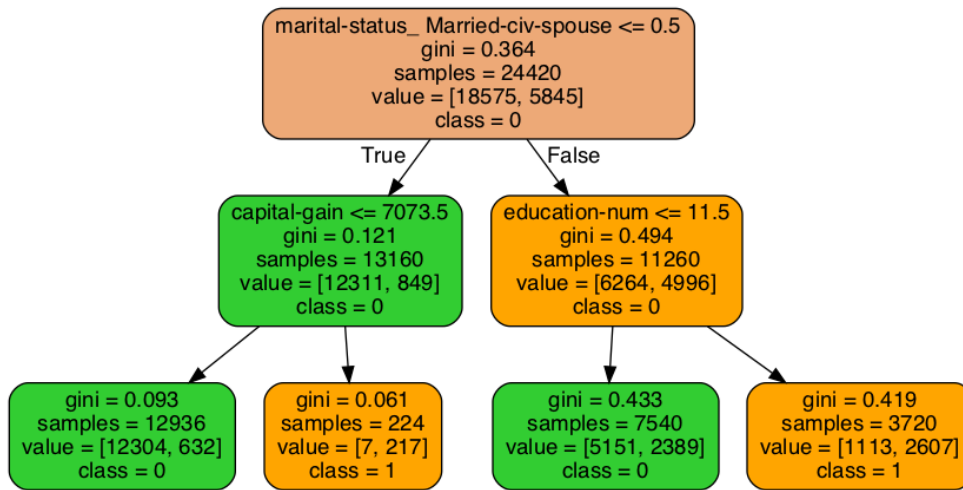 marital-status_ Married-civ-spouse <= 0.5
gini = 0.364
samples = 24420
value = [18575, 5845]
class = 0
True
False
capital-gain <= 7073.5
gini = 0.121
samples = 13160
value = [12311, 849]
class = 0
education-num <= 11.5
gini = 0.494
samples = 11260
value = [6264, 4996]
class = 0
gini = 0.093
samples = 12936
value = [12304, 632]
class = 0
gini = 0.061
samples = 224
value = [7, 217]
class = 1
gini = 0.433
samples = 7540
value = [5151, 2389]
class = 0
gini = 0.419
samples = 3720
value = [1113, 2607]
class = 1